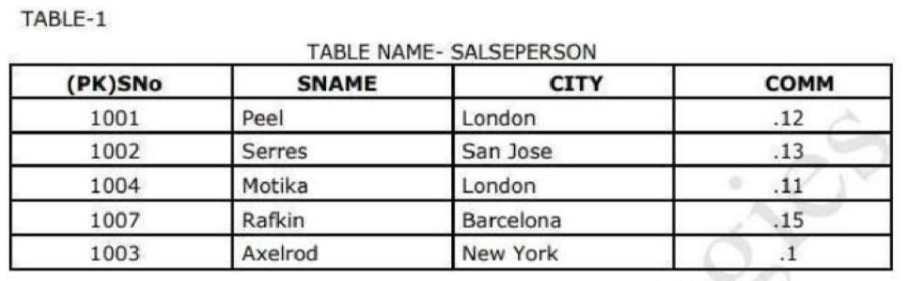 TABLE-1
TABLE NAME- SALSEPERSON
(PK)SNo SNAME CITY COMM
1001 Peel London .12
1002 Serres San Jose .13
1004 Motika London .11
1007 Rafkin Barcelona .15
1003 Axelrod New York .1